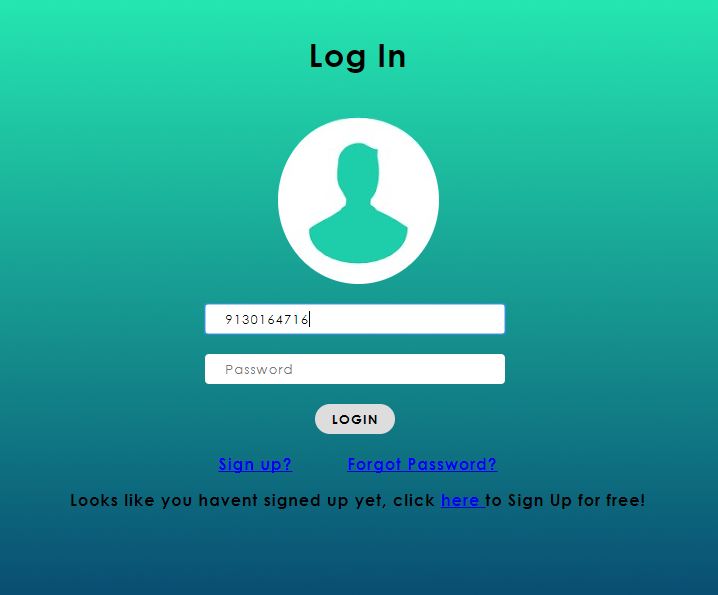 Log In
9130164716
Password
LOGIN
Sign up? Forgot Password?
Looks like you havent signed up yet, click here to Sign Up for free!